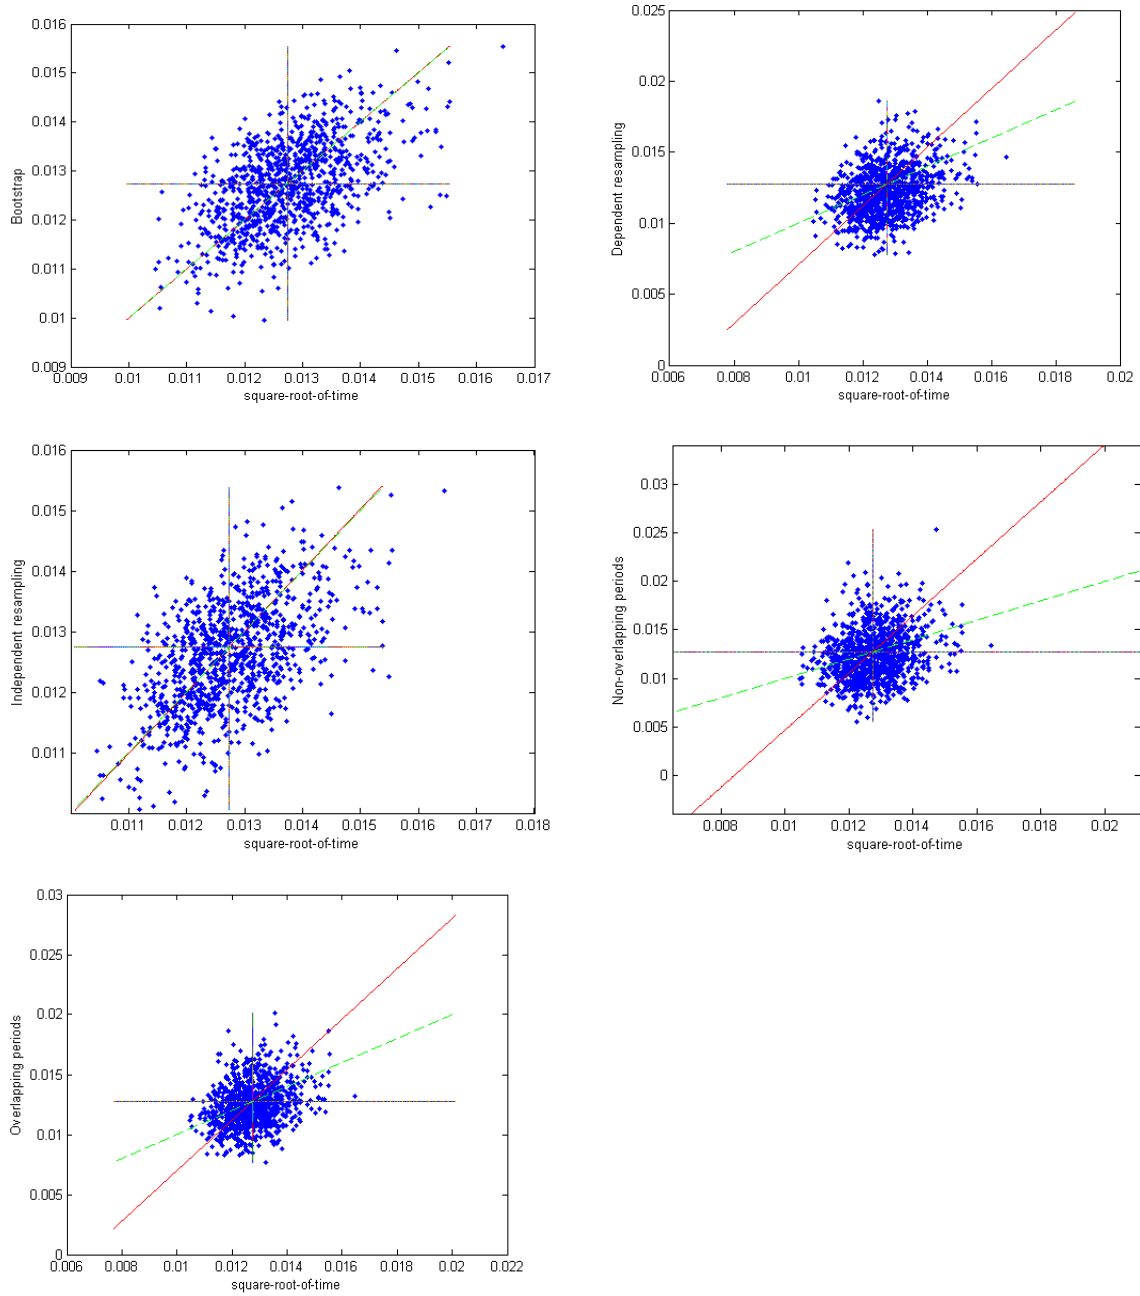 0.016
0.015
0.014
0.013
0.012
0.011
0.01
0.009
Bootstrap
0.009 0.01 0.011 0.012 0.013 0.014 0.015 0.016 0.017
square-root-of-time
0.025
0.02
0.015
0.01
0.005
0
Dependent resampling
0.006 0.008 0.01 0.012 0.014 0.016 0.018 0.02
square-root-of-time
0.016
0.015
0.014
0.013
0.012
0.011
Independent resampling
0.011 0.012 0.013 0.014 0.015 0.016 0.017 0.018
square-root-of-time
0.03
0.025
0.02
0.015
0.01
0.005
0
Non-overlapping periods
0.008 0.01 0.012 0.014 0.016 0.018 0.02
square-root-of-time
0.03
0.025
0.02
0.015
0.01
0.005
0
Overlapping periods
0.006 0.008 0.01 0.012 0.014 0.016 0.018 0.02 0.022
square-root-of-time